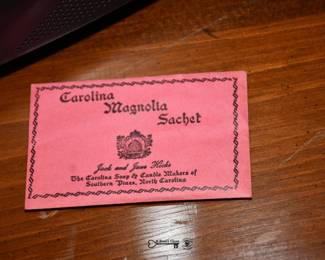 Carolina
Magnolia
Sachet
Jack and Jane Hicks
The Carolina Soap & Candle Makers of
Southern Pines, North Carolina